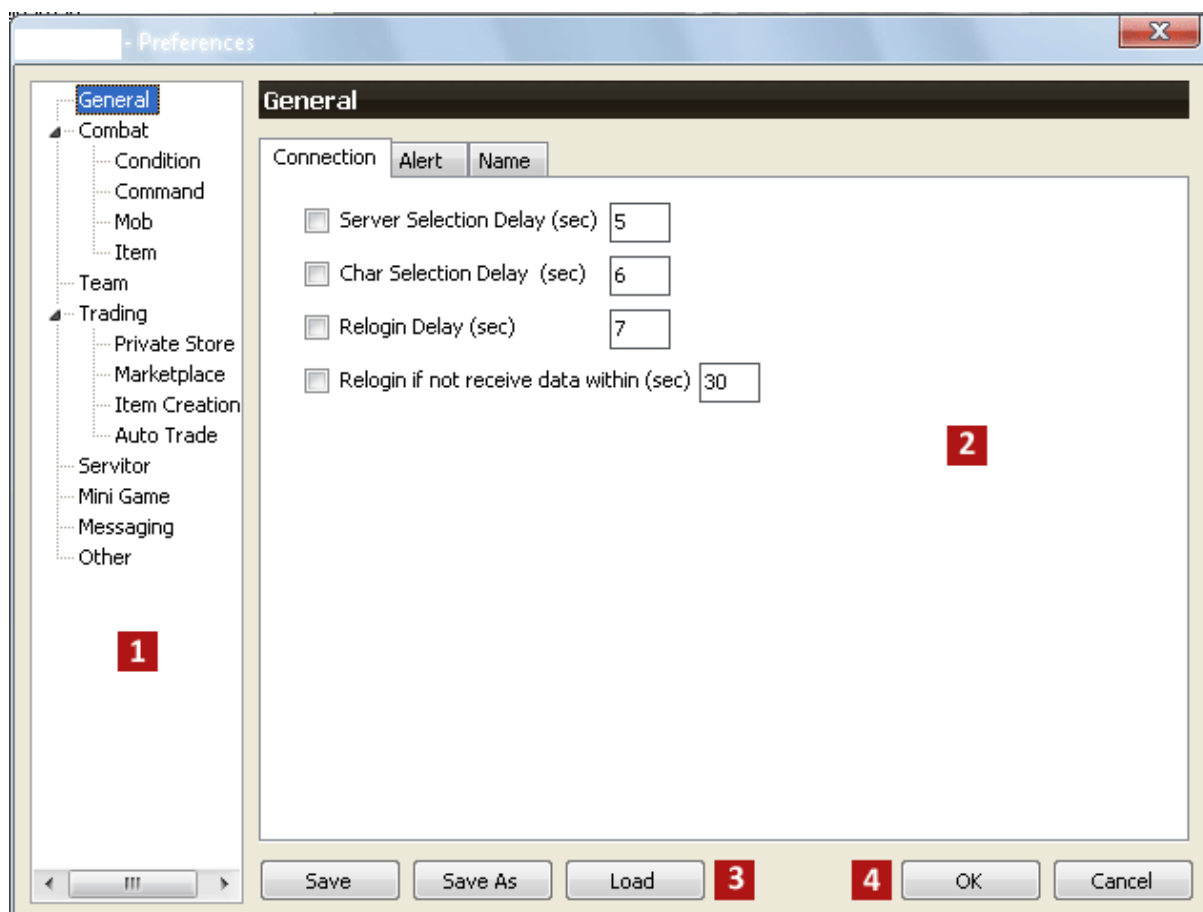 - Preferences
X
General
Combat
Condition
Command
Mob
Item
Team
Trading
Private Store
Marketplace
Item Creation
Auto Trade
Servitor
Mini Game
Messaging
Other
1
General
Connection Alert Name
Server Selection Delay (sec) 5
Char Selection Delay (sec) 6
Relogin Delay (sec) 7
Relogin if not receive data within (sec) 30
2
Save Save As Load 3 4 OK Cancel